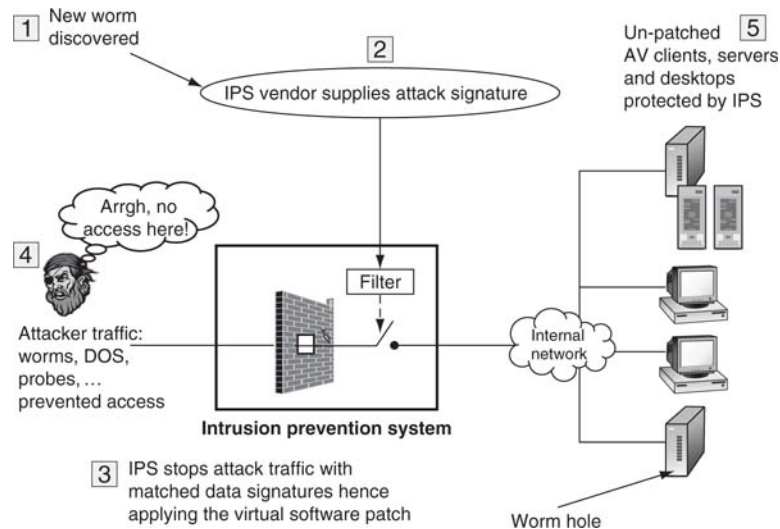 1
New worm
discovered
2
IPS vendor supplies attack signature
Un-patched
AV clients, servers
and desktops
protected by IPS
5
Arrgh, no
access here!
4
Attacker traffic:
worms, DOS,
probes, ...
prevented access
Filter
Intrusion prevention system
Internal
network
3
IPS stops attack traffic with
matched data signatures hence
applying the virtual software patch
Worm hole